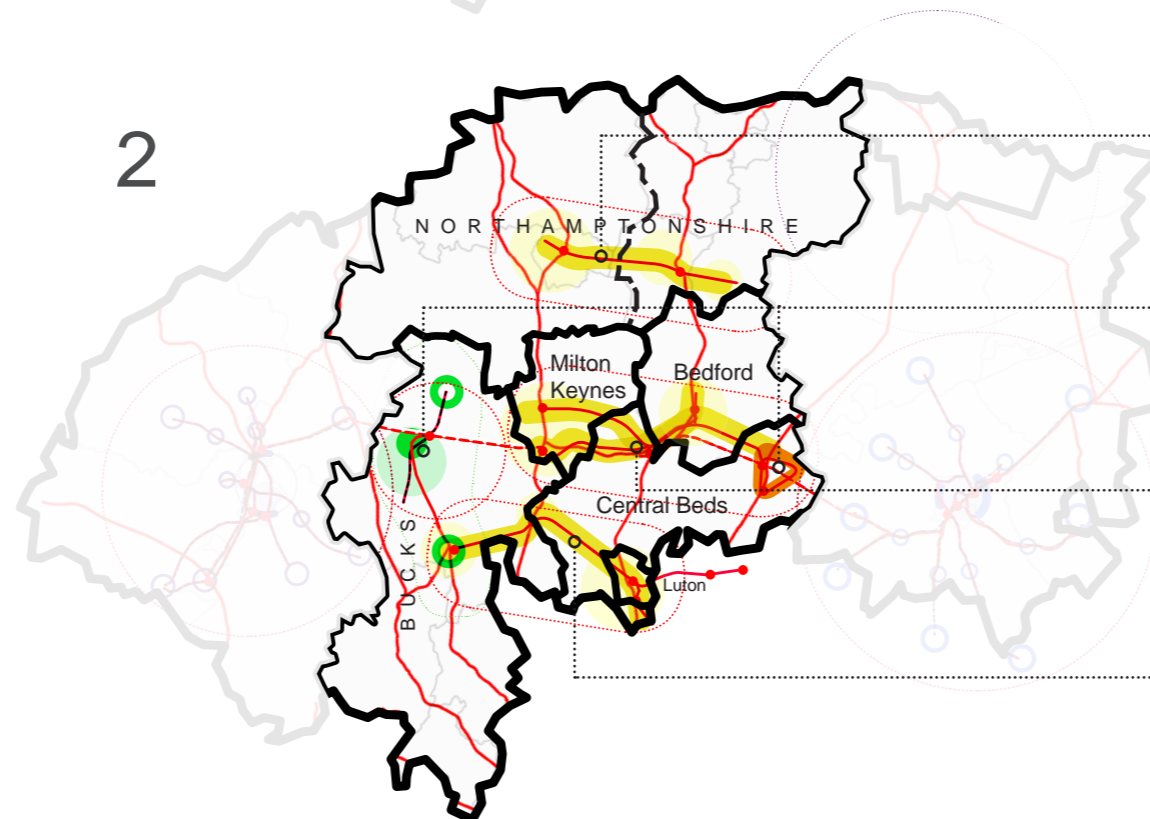 2
NORTHAMPTONSHIRE
Milton
Keynes
Bedford
Central Beds
BUCKS
Luton